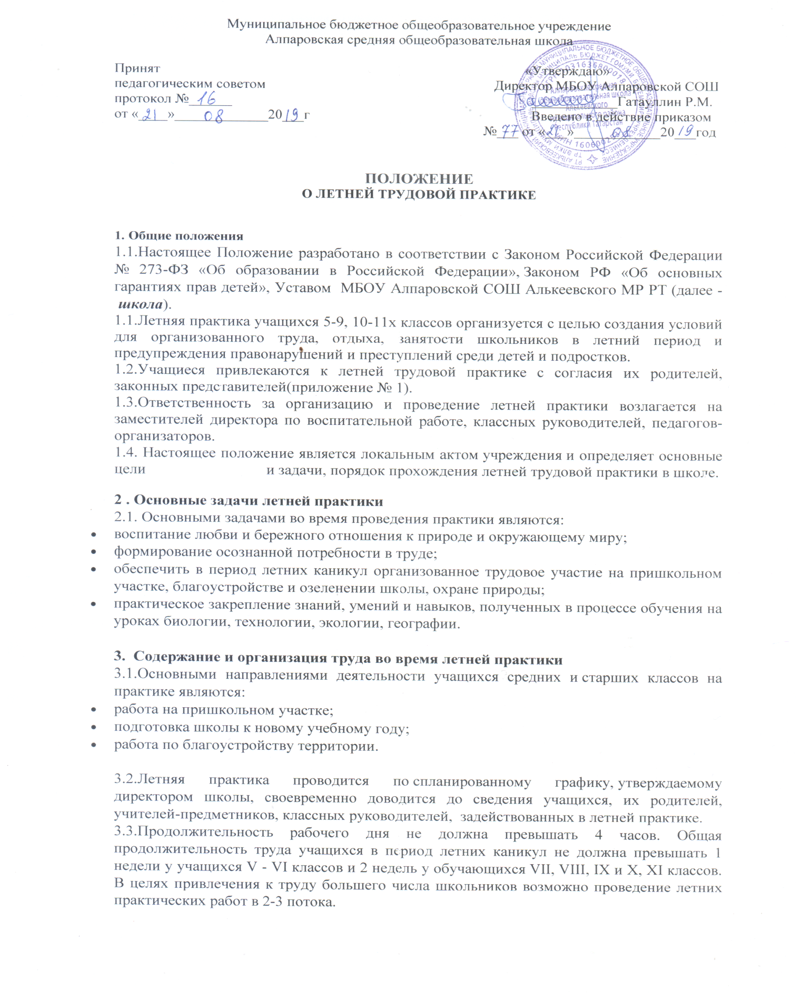 Муниципальное бюджетное общеобразовательное учреждение
Алпаровская средняя общеобразовательная школа
Принят
педагогическим советом
протокол № 16
от «21» 08 2019 г
«Утверждаю»
Директор МБОУ Алпаровской СОШ
Гатауллин Р.М.
Введено в действие приказом
№ 77 от «21» 08 2019 год
Алпаровская средняя
общеобразовательная школа
Алькеевского
муниципального района
Республики Татарстан
ПОЛОЖЕНИЕ
О ЛЕТНЕЙ ТРУДОВОЙ ПРАКТИКЕ
1. Общие положения
1.1.Настоящее Положение разработано в соответствии с Законом Российской Федерации
№ 273-ФЗ «Об образовании в Российской Федерации», Законом РФ «Об основных
гарантиях прав детей», Уставом МБОУ Алпаровской СОШ Алькеевского МР РТ (далее -
школа).
1.1.Летняя практика учащихся 5-9, 10-11х классов организуется с целью создания условий
для организованного труда, отдыха, занятости школьников в летний период и
предупреждения правонарушений и преступлений среди детей и подростков.
1.2.Учащиеся привлекаются к летней трудовой практике с согласия их родителей,
законных представителей(приложение № 1).
1.3.Ответственность за организацию и проведение летней практики возлагается на
заместителей директора по воспитательной работе, классных руководителей, педагогов-
организаторов.
1.4. Настоящее положение является локальным актом учреждения и определяет основные
цели и задачи, порядок прохождения летней трудовой практики в школе.
2 . Основные задачи летней практики
2.1. Основными задачами во время проведения практики являются:
• воспитание любви и бережного отношения к природе и окружающему миру;
• формирование осознанной потребности в труде;
• обеспечить в период летних каникул организованное трудовое участие на пришкольном
участке, благоустройстве и озеленении школы, охране природы;
• практическое закрепление знаний, умений и навыков, полученных в процессе обучения на
уроках биологии, технологии, экологии, географии.
3. Содержание и организация труда во время летней практики
3.1.Основными направлениями деятельности учащихся средних и старших классов на
практике являются:
• работа на пришкольном участке;
• подготовка школы к новому учебному году;
• работа по благоустройству территории.
3.2.Летняя практика проводится по спланированному графику, утверждаемому
директором школы, своевременно доводится до сведения учащихся, их родителей,
учителей-предметников, классных руководителей, задействованных в летней практике.
3.3.Продолжительность рабочего дня не должна превышать 4 часов. Общая
продолжительность труда учащихся в период летних каникул не должна превышать 1
недели у учащихся V - VI классов и 2 недель у обучающихся VII, VIII, IX и X, XI классов.
В целях привлечения к труду большего числа школьников возможно проведение летних
практических работ в 2-3 потока.